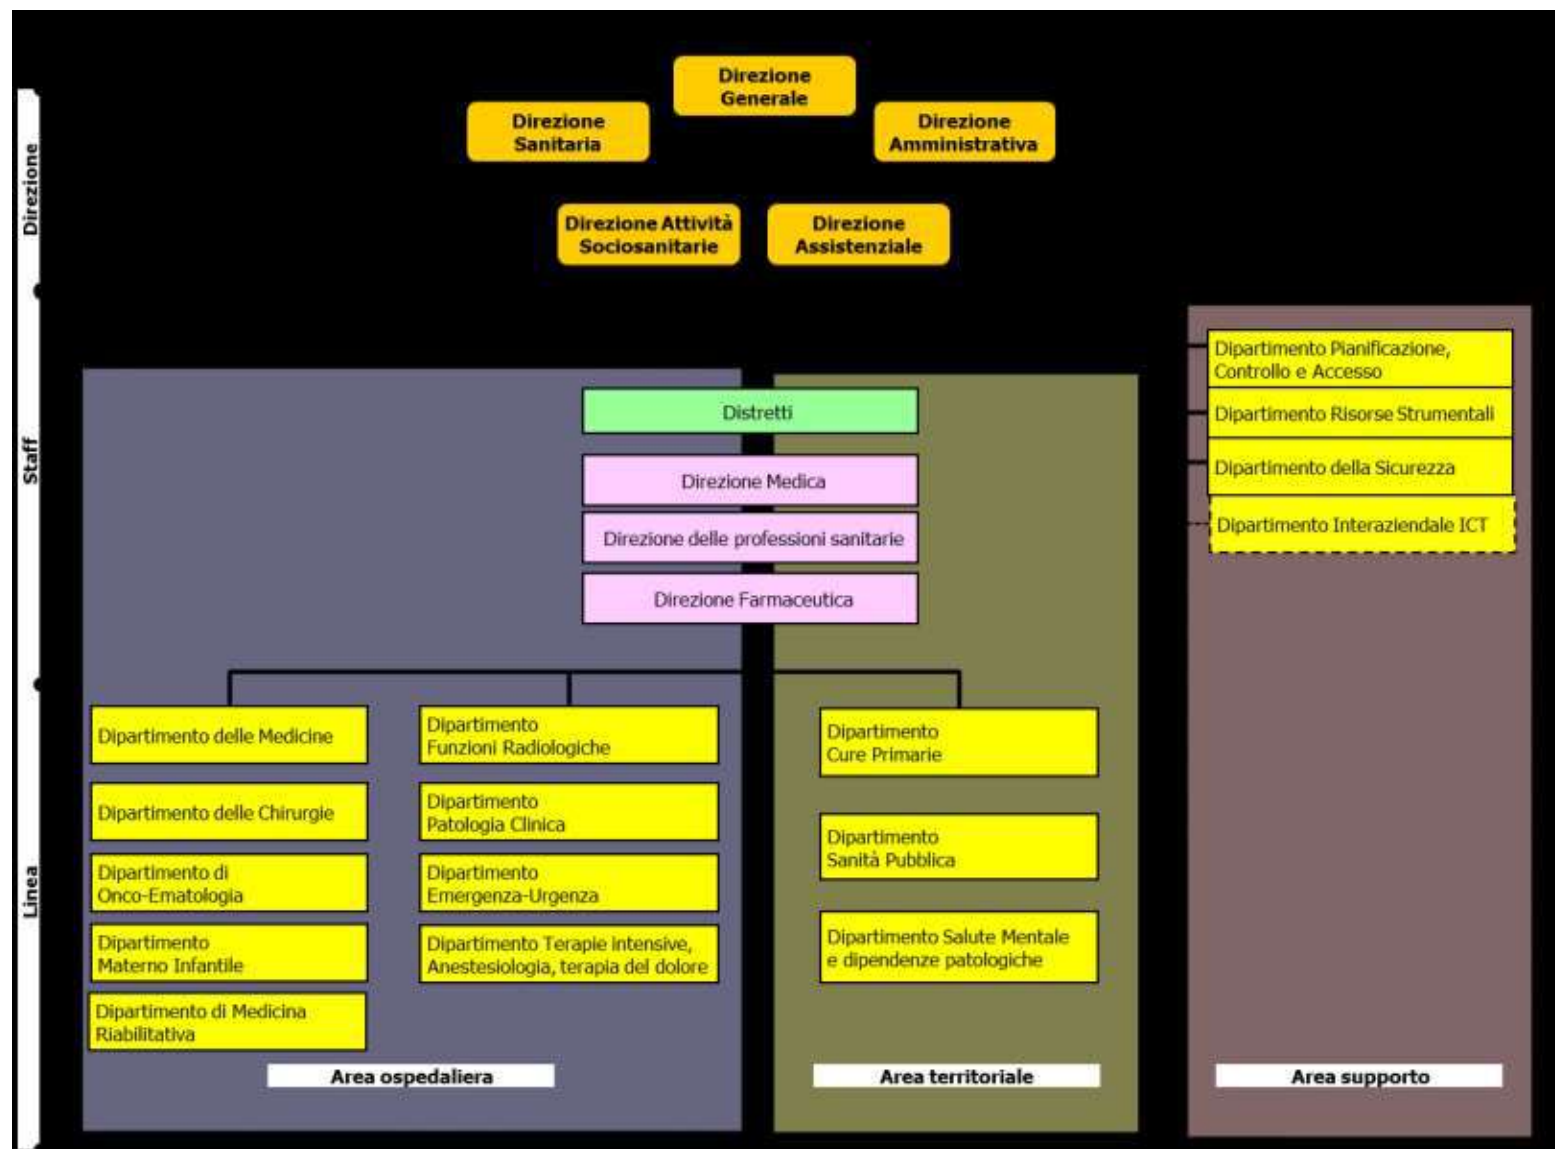 Direzione
Generale
Direzione
Sanitaria
Direzione
Amministrativa
Direzione Attività
Sociosanitarie
Direzione
Assistenziale
Direzione
Staff
Linea
Distretti
Direzione Medica
Direzione delle professioni sanitarie
Direzione Farmaceutica
Dipartimento Pianificazione,
Controllo e Accesso
Dipartimento Risorse Strumentali
Dipartimento della Sicurezza
Dipartimento Interaziendale ICT
Dipartimento delle Medicine
Dipartimento delle Chirurgie
Dipartimento di
Onco-Ematologia
Dipartimento
Materno Infantile
Dipartimento di Medicina
Riabilitativa
Dipartimento
Funzioni Radiologiche
Dipartimento
Patologia Clinica
Dipartimento
Emergenza-Urgenza
Dipartimento Terapie intensive,
Anestesiologia, terapia del dolore
Dipartimento
Cure Primarie
Dipartimento
Sanità Pubblica
Dipartimento Salute Mentale
e dipendenze patologiche
Area ospedaliera
Area territoriale
Area supporto